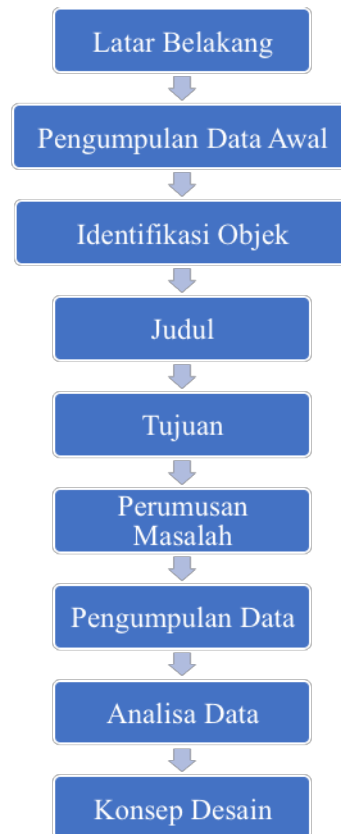 Latar Belakang
Pengumpulan Data Awal
Identifikasi Objek
Judul
Tujuan
Perumusan
Masalah
Pengumpulan Data
Analisa Data
Konsep Desain